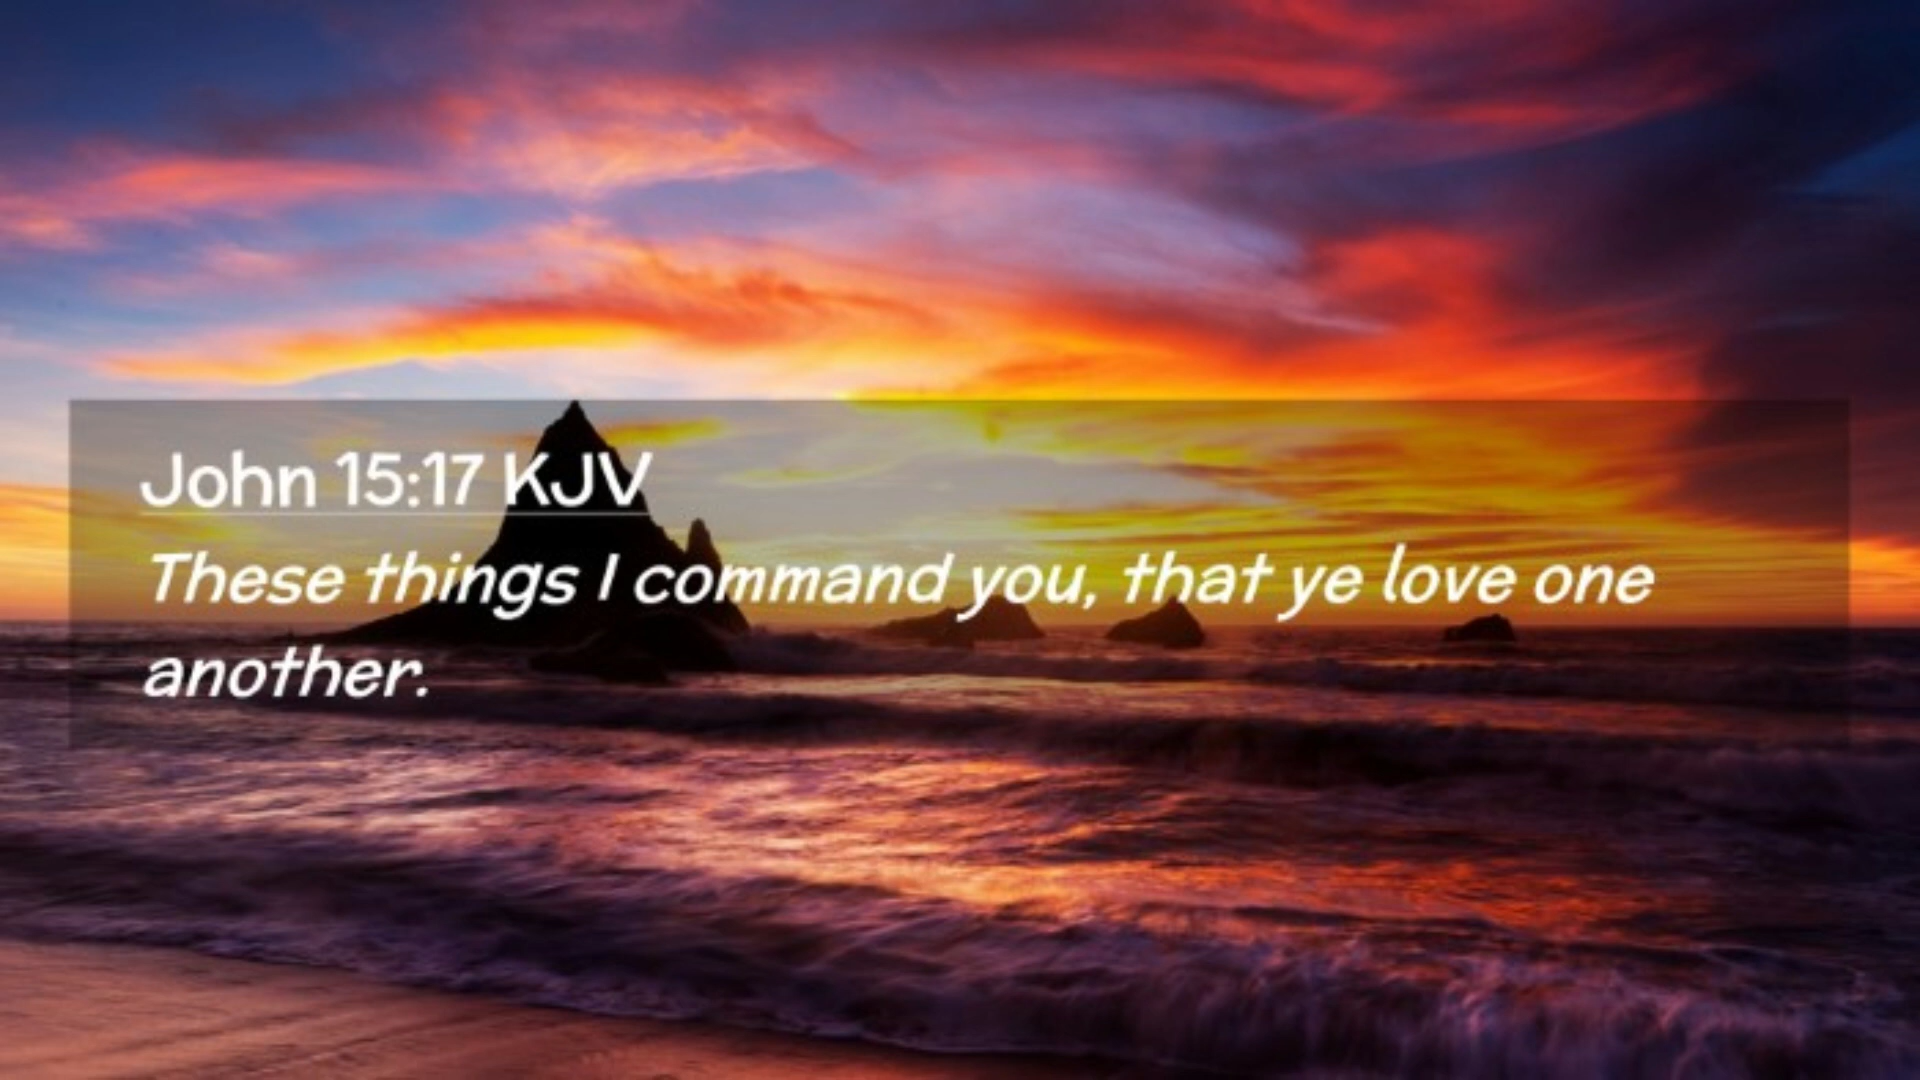 John 15:17 KJV
These things I command you, that ye love one
another.